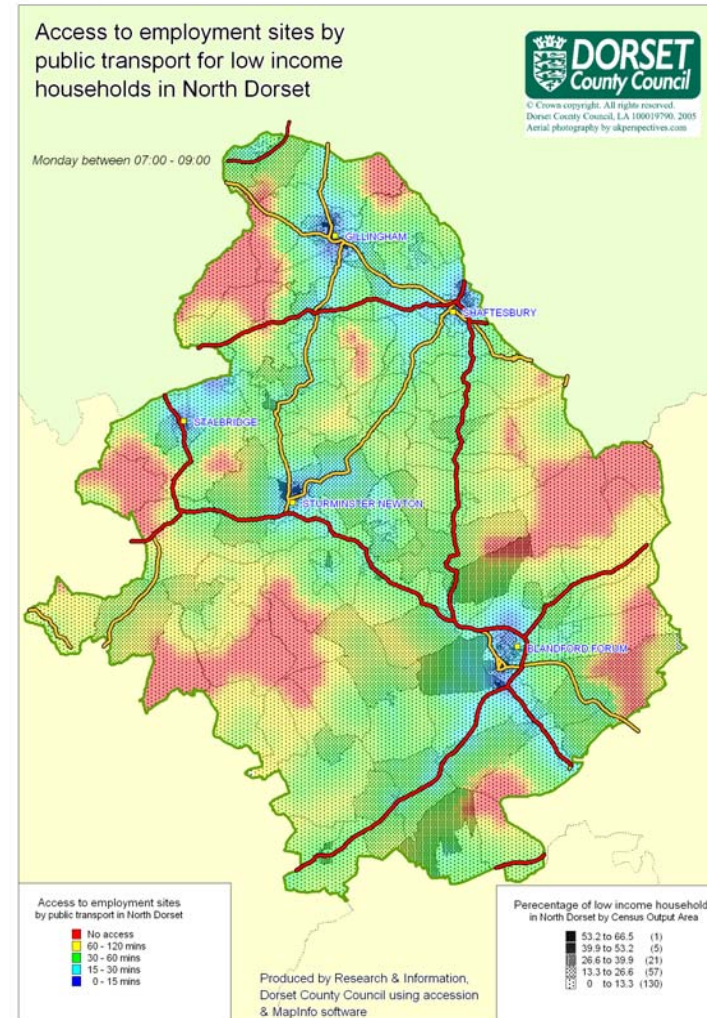 Access to employment sites by
public transport for low income
households in North Dorset
DORSET
County Council
© Crown copyright. All rights reserved.
Dorset County Council, LA 100019790. 2005
Aerial photography by ukperspectives.com
Monday between 07:00 - 09:00
GILLINGHAM
SHAFTESBURY
STALBRIDGE
STURMINSTER NEWTON
BLANDFORD FORUM
Access to employment sites
by public transport in North Dorset
No access
60 - 120 mins
30 - 60 mins
15 - 30 mins
0 - 15 mins
Produced by Research & Information,
Dorset County Council using accession
& MapInfo software
Perecentage of low income household
in North Dorset by Census Output Area
53.2 to 66.5 (1)
39.9 to 53.2 (5)
26.6 to 39.9 (21)
13.3 to 26.6 (57)
0 to 13.3 (130)